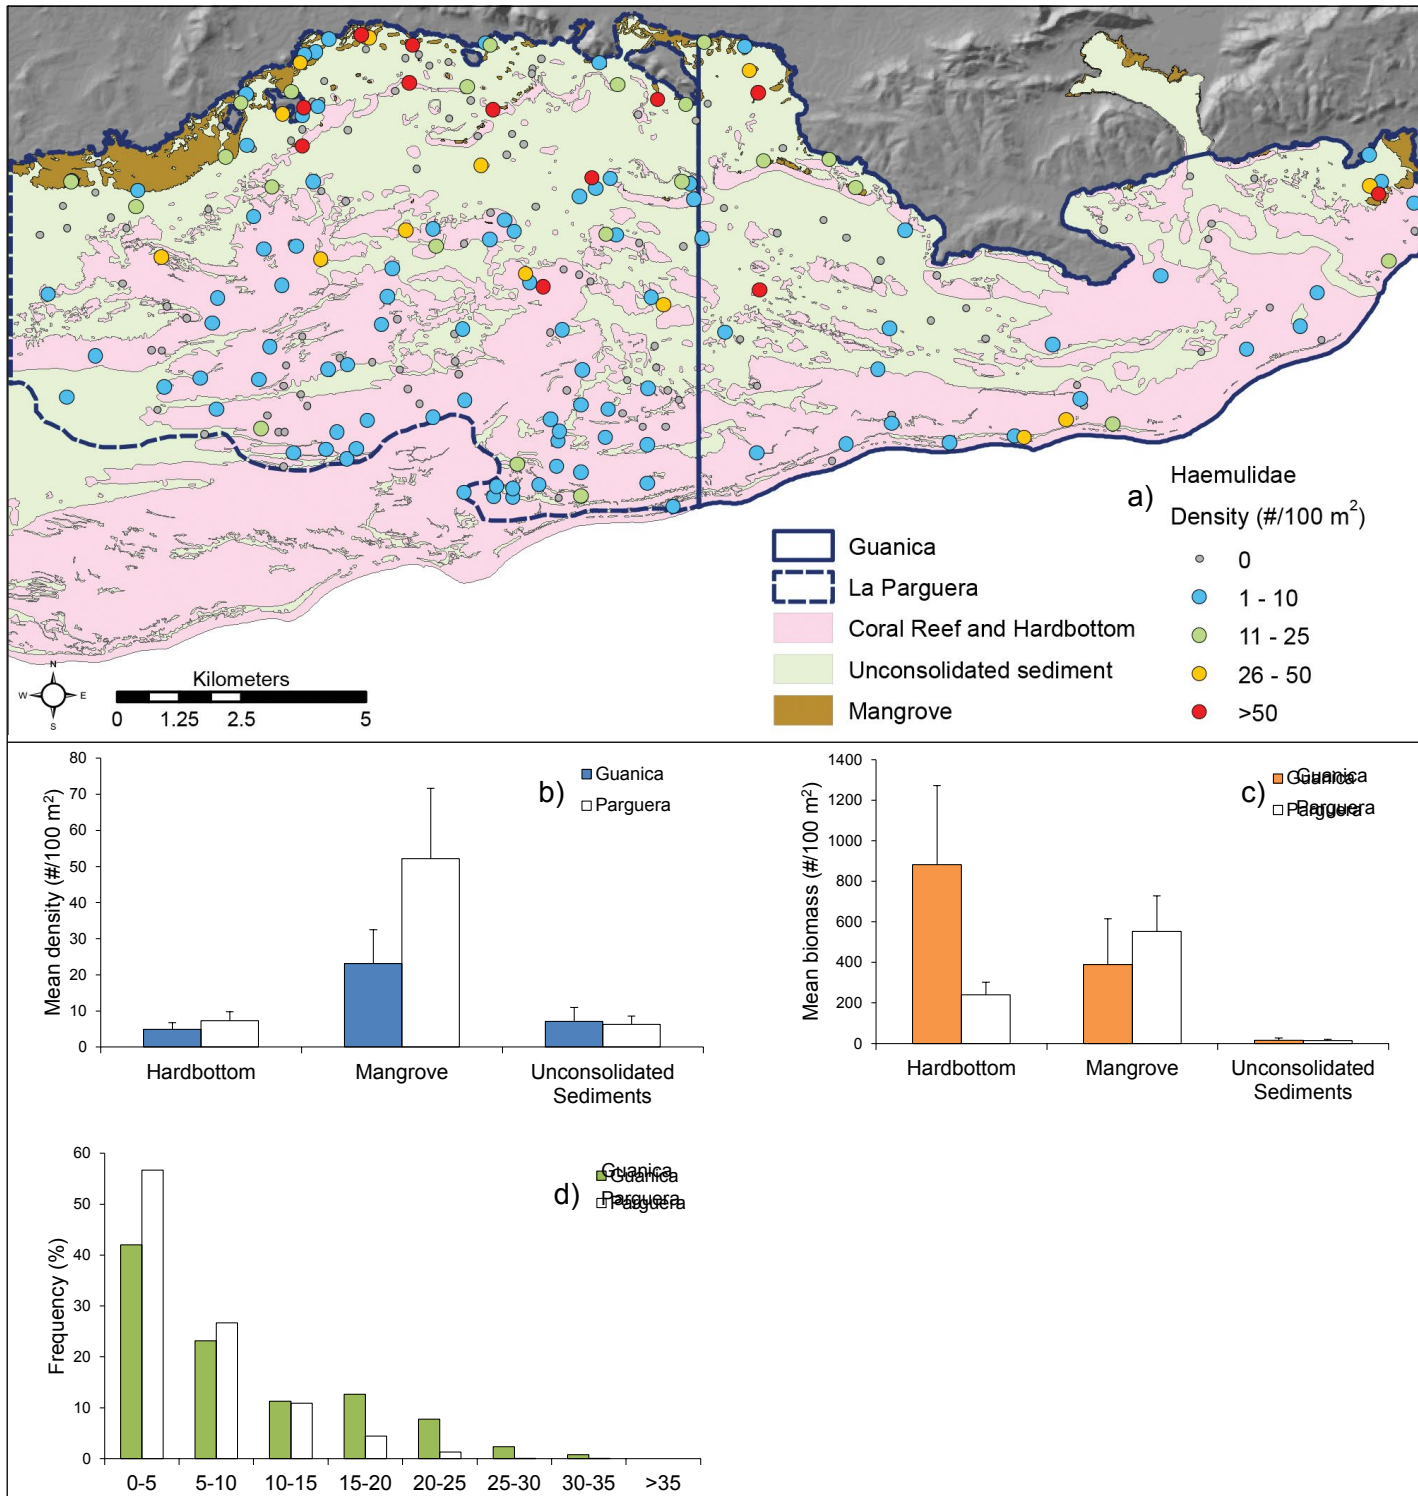 a)
Haemulidae
Density (#/100 m²)
0
1 - 10
11 - 25
26 - 50
>50
Guanica
La Parguera
Coral Reef and Hardbottom
Unconsolidated sediment
Mangrove
N
W
E
S
Kilometers
0 1.25 2.5 5
b)
Guanica
Parguera
Mean density (#/100 m²)
80
70
60
50
40
30
20
10
0
Hardbottom Mangrove Unconsolidated
Sediments
c)
Guanica
Guanica
Parguera
Parguera
Mean biomass (#/100 m²)
1400
1200
1000
800
600
400
200
0
Hardbottom Mangrove Unconsolidated
Sediments
d)
Guanica
Guanica
Parguera
Parguera
Frequency (%)
60
50
40
30
20
10
0
0-5 5-10 10-15 15-20 20-25 25-30 30-35 >35